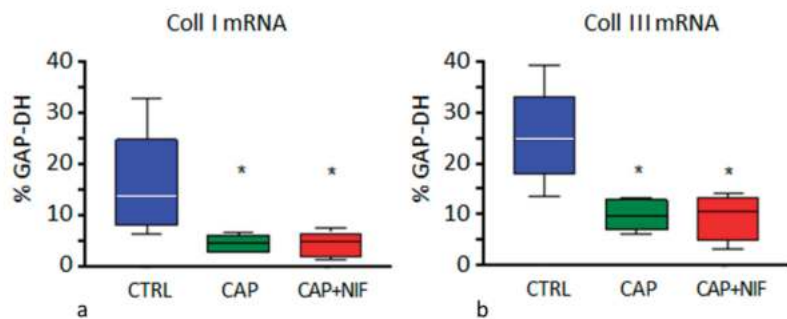 Coll I mRNA
% GAP-DH
40
30
20
10
0
*
*
CTRL
CAP
CAP+NIF
a
Coll III mRNA
% GAP-DH
40
30
20
10
0
*
*
CTRL
CAP
CAP+NIF
b